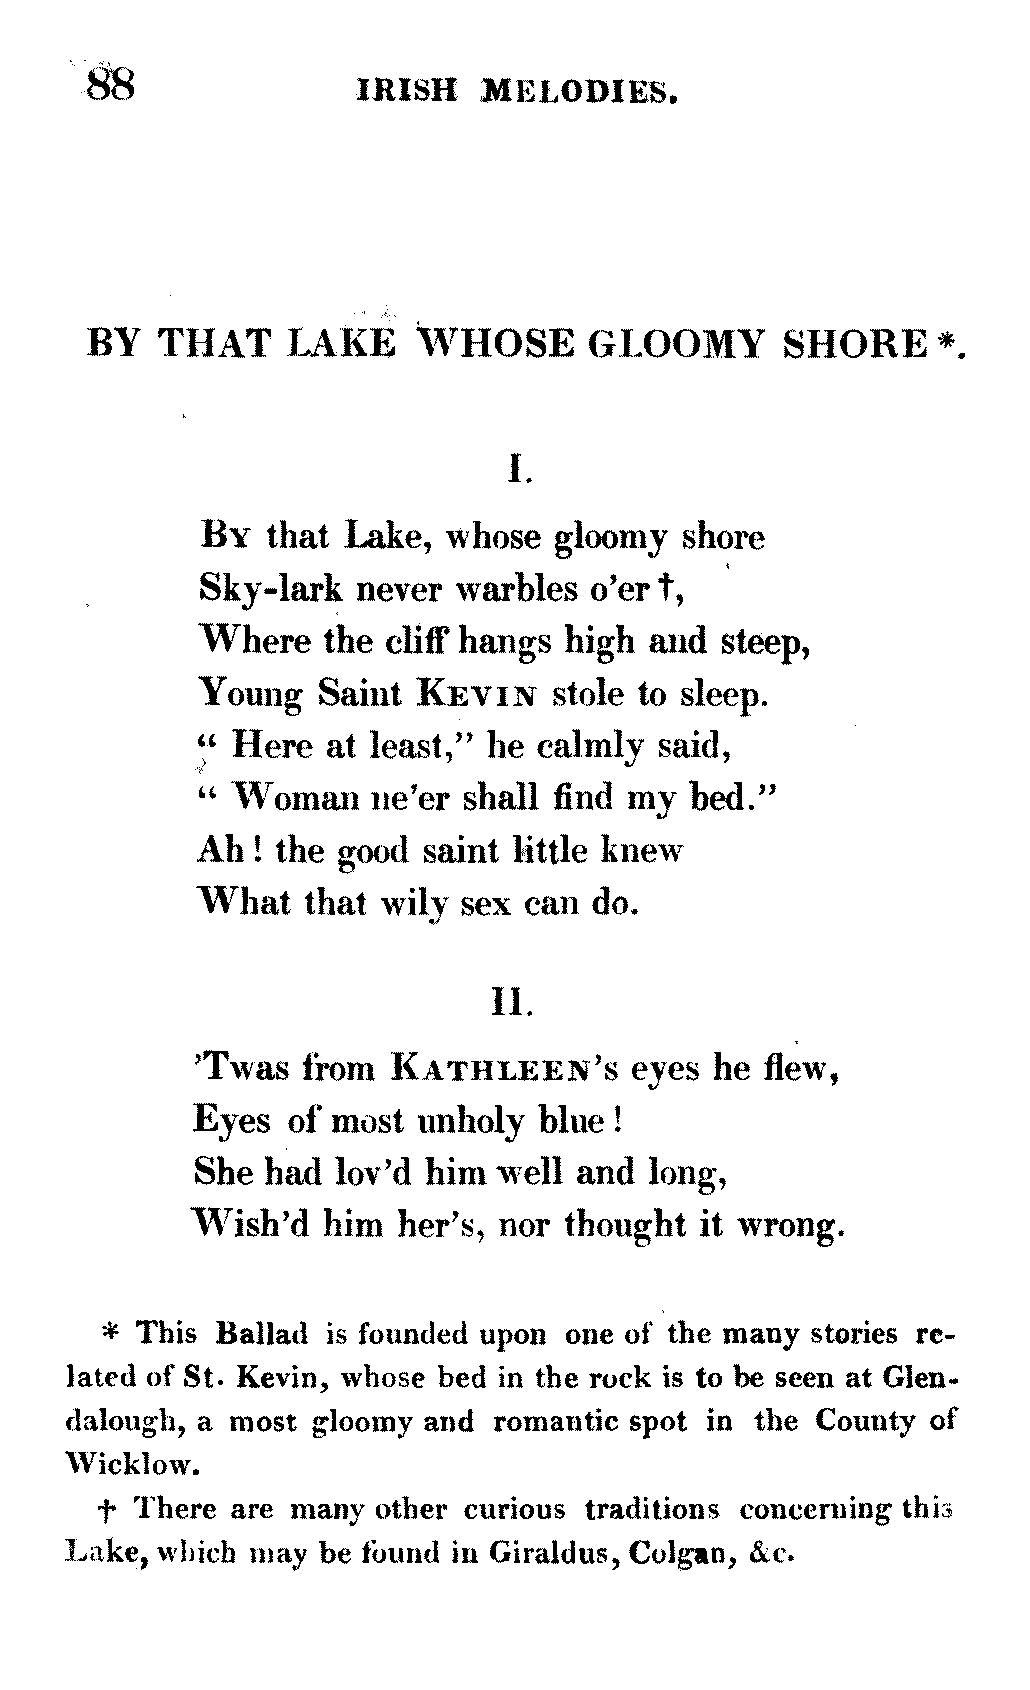 88 IRISH MELODIES.
BY THAT LAKE WHOSE GLOOMY SHORE *.
I.
BY that Lake, whose gloomy shore
Sky-lark never warbles o'er †,
Where the cliff hangs high and steep,
Young Saint KEVIN stole to sleep.
“ Here at least,” he calmly said,
“ Woman ne'er shall find my bed.”
Ah ! the good saint little knew
What that wily sex can do.
II.
’Twas from KATHLEEN’s eyes he flew,
Eyes of most unholy blue !
She had lov’d him well and long,
Wish’d him her’s, nor thought it wrong.
* This Ballad is founded upon one of the many stories re-
lated of St. Kevin, whose bed in the rock is to be seen at Glen-
dalough, a most gloomy and romantic spot in the County of
Wicklow.
† There are many other curious traditions concerning this
Lake, which may be found in Giraldus, Colgan, &c.